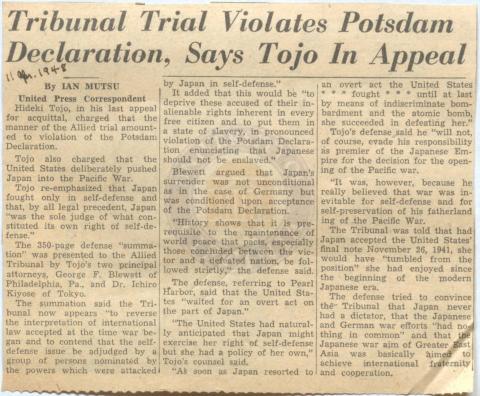 Tribunal Trial Violates Potsdam
Declaration, Says Tojo In Appeal
11 1948
By IAN MUTSU
United Press Correspondent
Hideki Tojo, in his last appeal
for acquittal, charged that the
manner of the Allied trial amount-
ed to violation of the Potsdam
Declaration.
Tojo also charged that the
United States deliberately pushed
Japan into the Pacific War.
Tojo re-emphasized that Japan
fought only in self-defense and
that, by all legal precedent, Japan
"was the sole judge of what con-
stituted its own right of self-de-
fense."
The 350-page defense "summa-
tion" was presented to the Allied
Tribunal by Tojo's two principal
attorneys, George F. Blewett of
Philadelphia, Pa., and Dr. Ichiro
Kiyose of Tokyo.
The summation said the Tri-
bunal now appears "to reverse
the interpretation of international
law accepted at the time war be-
gan and to contend that the self-
defense issue be adjudged by a
group of persons nominated by
the powers which were attacked
by Japan in self-defense."
It added that this would be "to
deprive these accused of their in-
alienable rights inherent in every
free citizen and to put them in
a state of slavery, in pronounced
violation of the Potsdam Declara-
tion enunciating that Japan
should not be enslaved."
Blewett argued that Japan's
surrender was not unconditional
as in the case of Germany but
was conditioned upon acceptance
of the Potsdam Declaration.
"History shows that it is pre-
requisite to the maintenance of
world peace that pacts, especially
those concluded between the vic-
tor and a defeated nation, be fol-
lowed strictly," the defense said.
The defense, referring to Pearl
Harbor, said that the United Sta-
tes "waited for an overt act on
the part of Japan."
"The United States had natural-
ly anticipated that Japan might
exercise her right of self-defense
but she had a policy of her own,"
Tojo's counsel said.
"As soon as Japan resorted to
an overt act the United States
* * * fought * * * until at last
by means of indiscriminate bom-
bardment and the atomic bomb,
she succeeded in defeating her."
Tojo's defense said he "will not,
of course, evade his responsibility
as premier of the Japanese Em-
pire for the decision for the open-
ing of the Pacific war.
"It was, however, because he
really believed that war was in-
evitable for self-defense and for
self-preservation of his fatherland
of the Pacific War.
The Tribunal was told that had
Japan accepted the United States'
final note November 26, 1941, she
would have "tumbled from the
position" she had enjoyed since
the beginning of the modern
Japanese era.
The defense tried to convince
the Tribunal that Japan never
had a dictator, that the Japanese
and German war efforts "had no-
thing in common" and that the
Japanese war aim of Greater East
Asia was basically aimed to
achieve international fraternity
and cooperation.